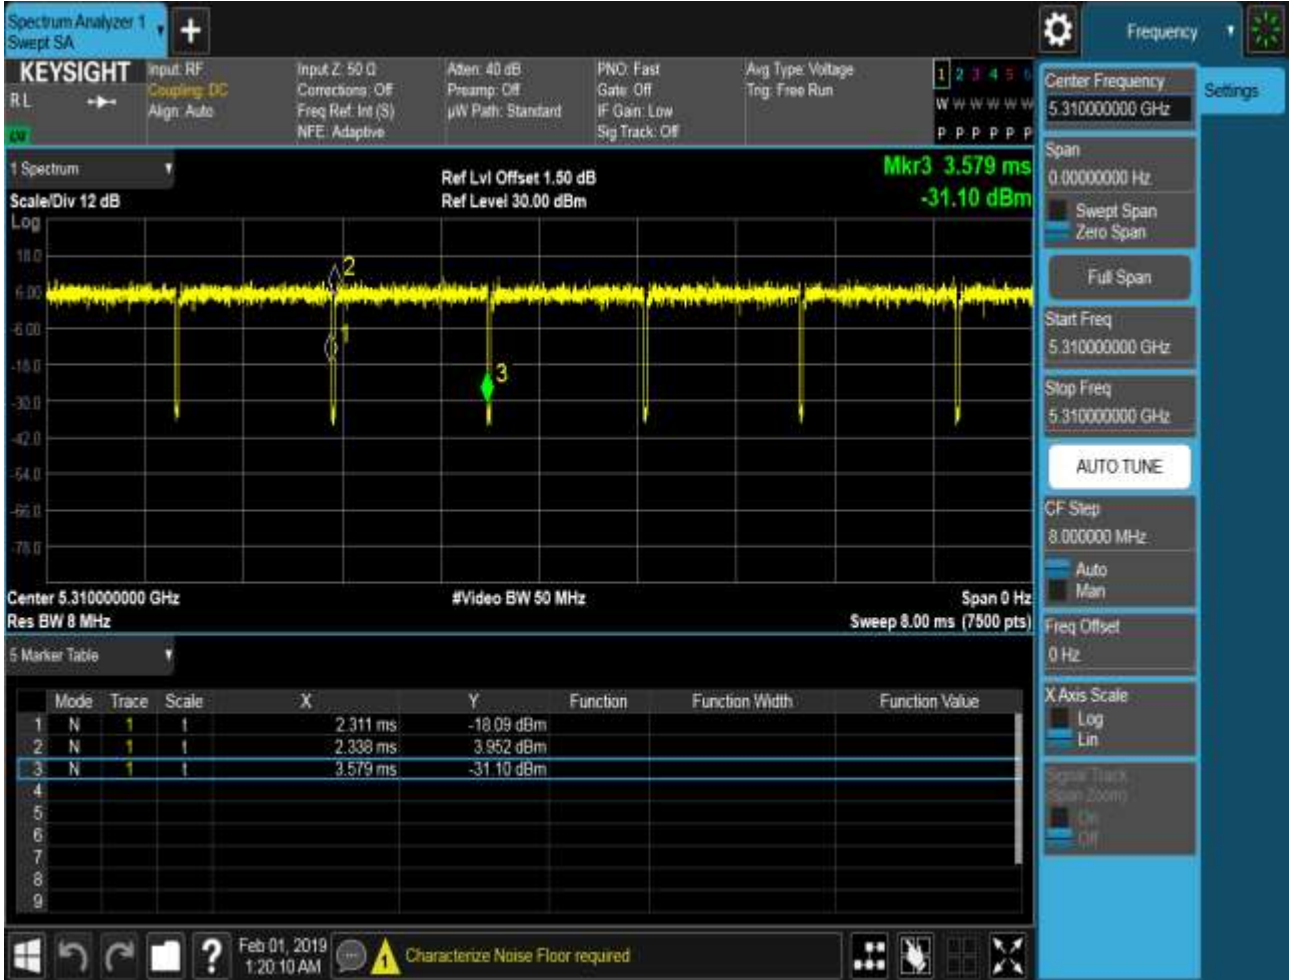 Spectrum Analyzer 1
Swept SA
+
Frequency
KEYSIGHT
RL
Input: RF
Coupling: DC
Align: Auto
Input Z: 50 Ω
Corrections: Off
Freq Ref: Int (S)
NFE: Adaptive
Atten: 40 dB
Preamp: Off
µW Path: Standard
PNO: Fast
Gate: Off
IF Gain: Low
Sig Track: Off
Avg Type: Voltage
Trig: Free Run
1 2 3 4 5 6
W W W W W W
P P P P P P
1 Spectrum
Scale/Div 12 dB
Ref Lvl Offset 1.50 dB
Ref Level 30.00 dBm
Mkr3 3.579 ms
-31.10 dBm
Log
18.0
6.00
-6.00
-18.0
-30.0
-42.0
-54.0
-66.0
-78.0
2
1
3
Center 5.310000000 GHz
#Video BW 50 MHz
Span 0 Hz
Res BW 8 MHz
Sweep 8.00 ms (7500 pts)
5 Marker Table
Mode Trace Scale X Y Function Function Width Function Value
1 N 1 t 2.311 ms -18.09 dBm
2 N 1 t 2.338 ms 3.952 dBm
3 N 1 t 3.579 ms -31.10 dBm
4
5
6
7
8
9
Center Frequency
5.310000000 GHz
Settings
Span
0.00000000 Hz
Swept Span
Zero Span
Full Span
Start Freq
5.310000000 GHz
Stop Freq
5.310000000 GHz
AUTO TUNE
CF Step
8.000000 MHz
Auto
Man
Freq Offset
0 Hz
X Axis Scale
Log
Lin
Signal Track
(Span Zoom)
On
Off
?
Feb 01, 2019
1:20:10 AM
1
Characterize Noise Floor required